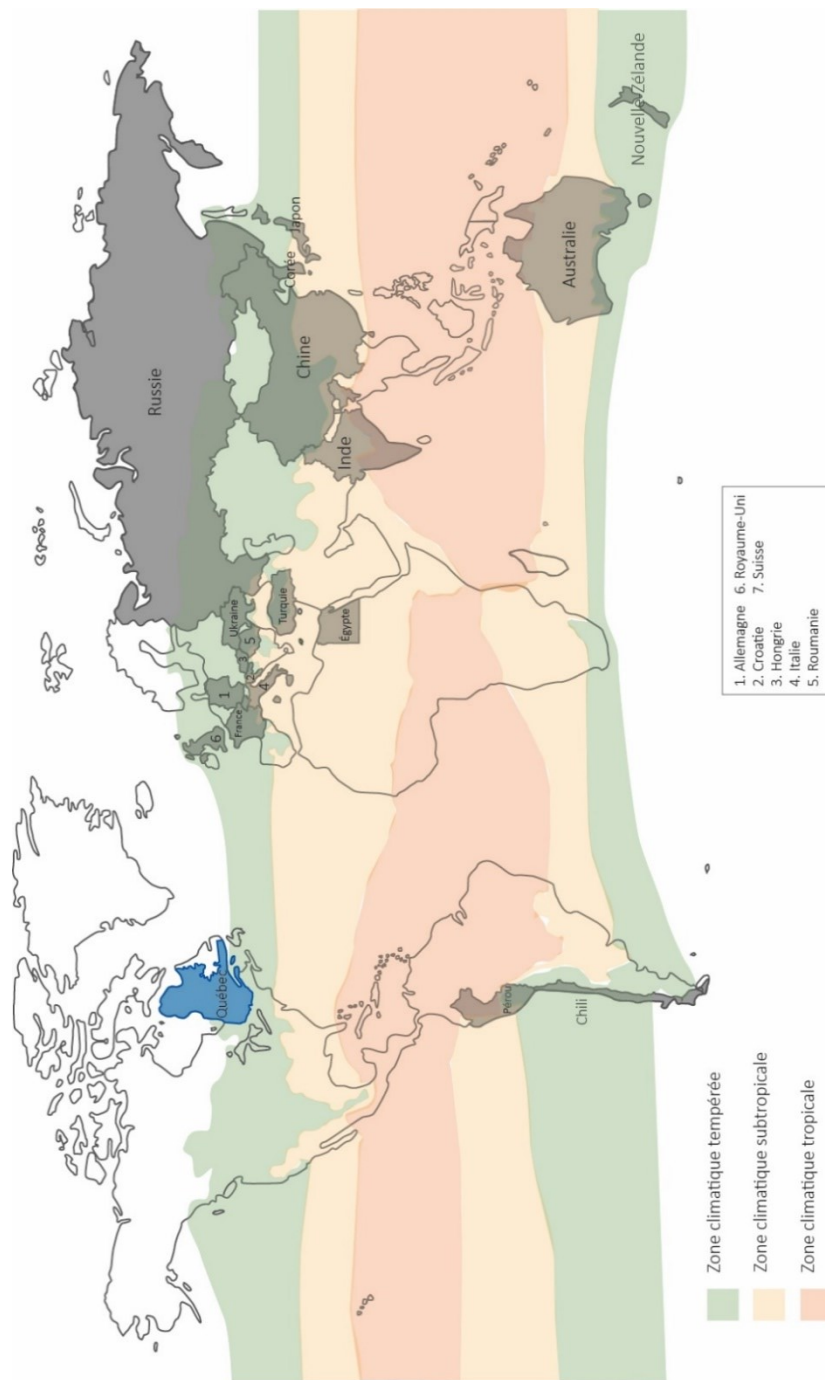 Russie
Québec
Ukraine
Corée
Japon
Chine
Inde
Turquie
Égypte
France
1
2
3
4
5
6
Pérou
Chili
Australie
Nouvelle-Zélande
Zone climatique tempérée
Zone climatique subtropicale
Zone climatique tropicale
1. Allemagne 6. Royaume-Uni
2. Croatie 7. Suisse
3. Hongrie
4. Italie
5. Roumanie